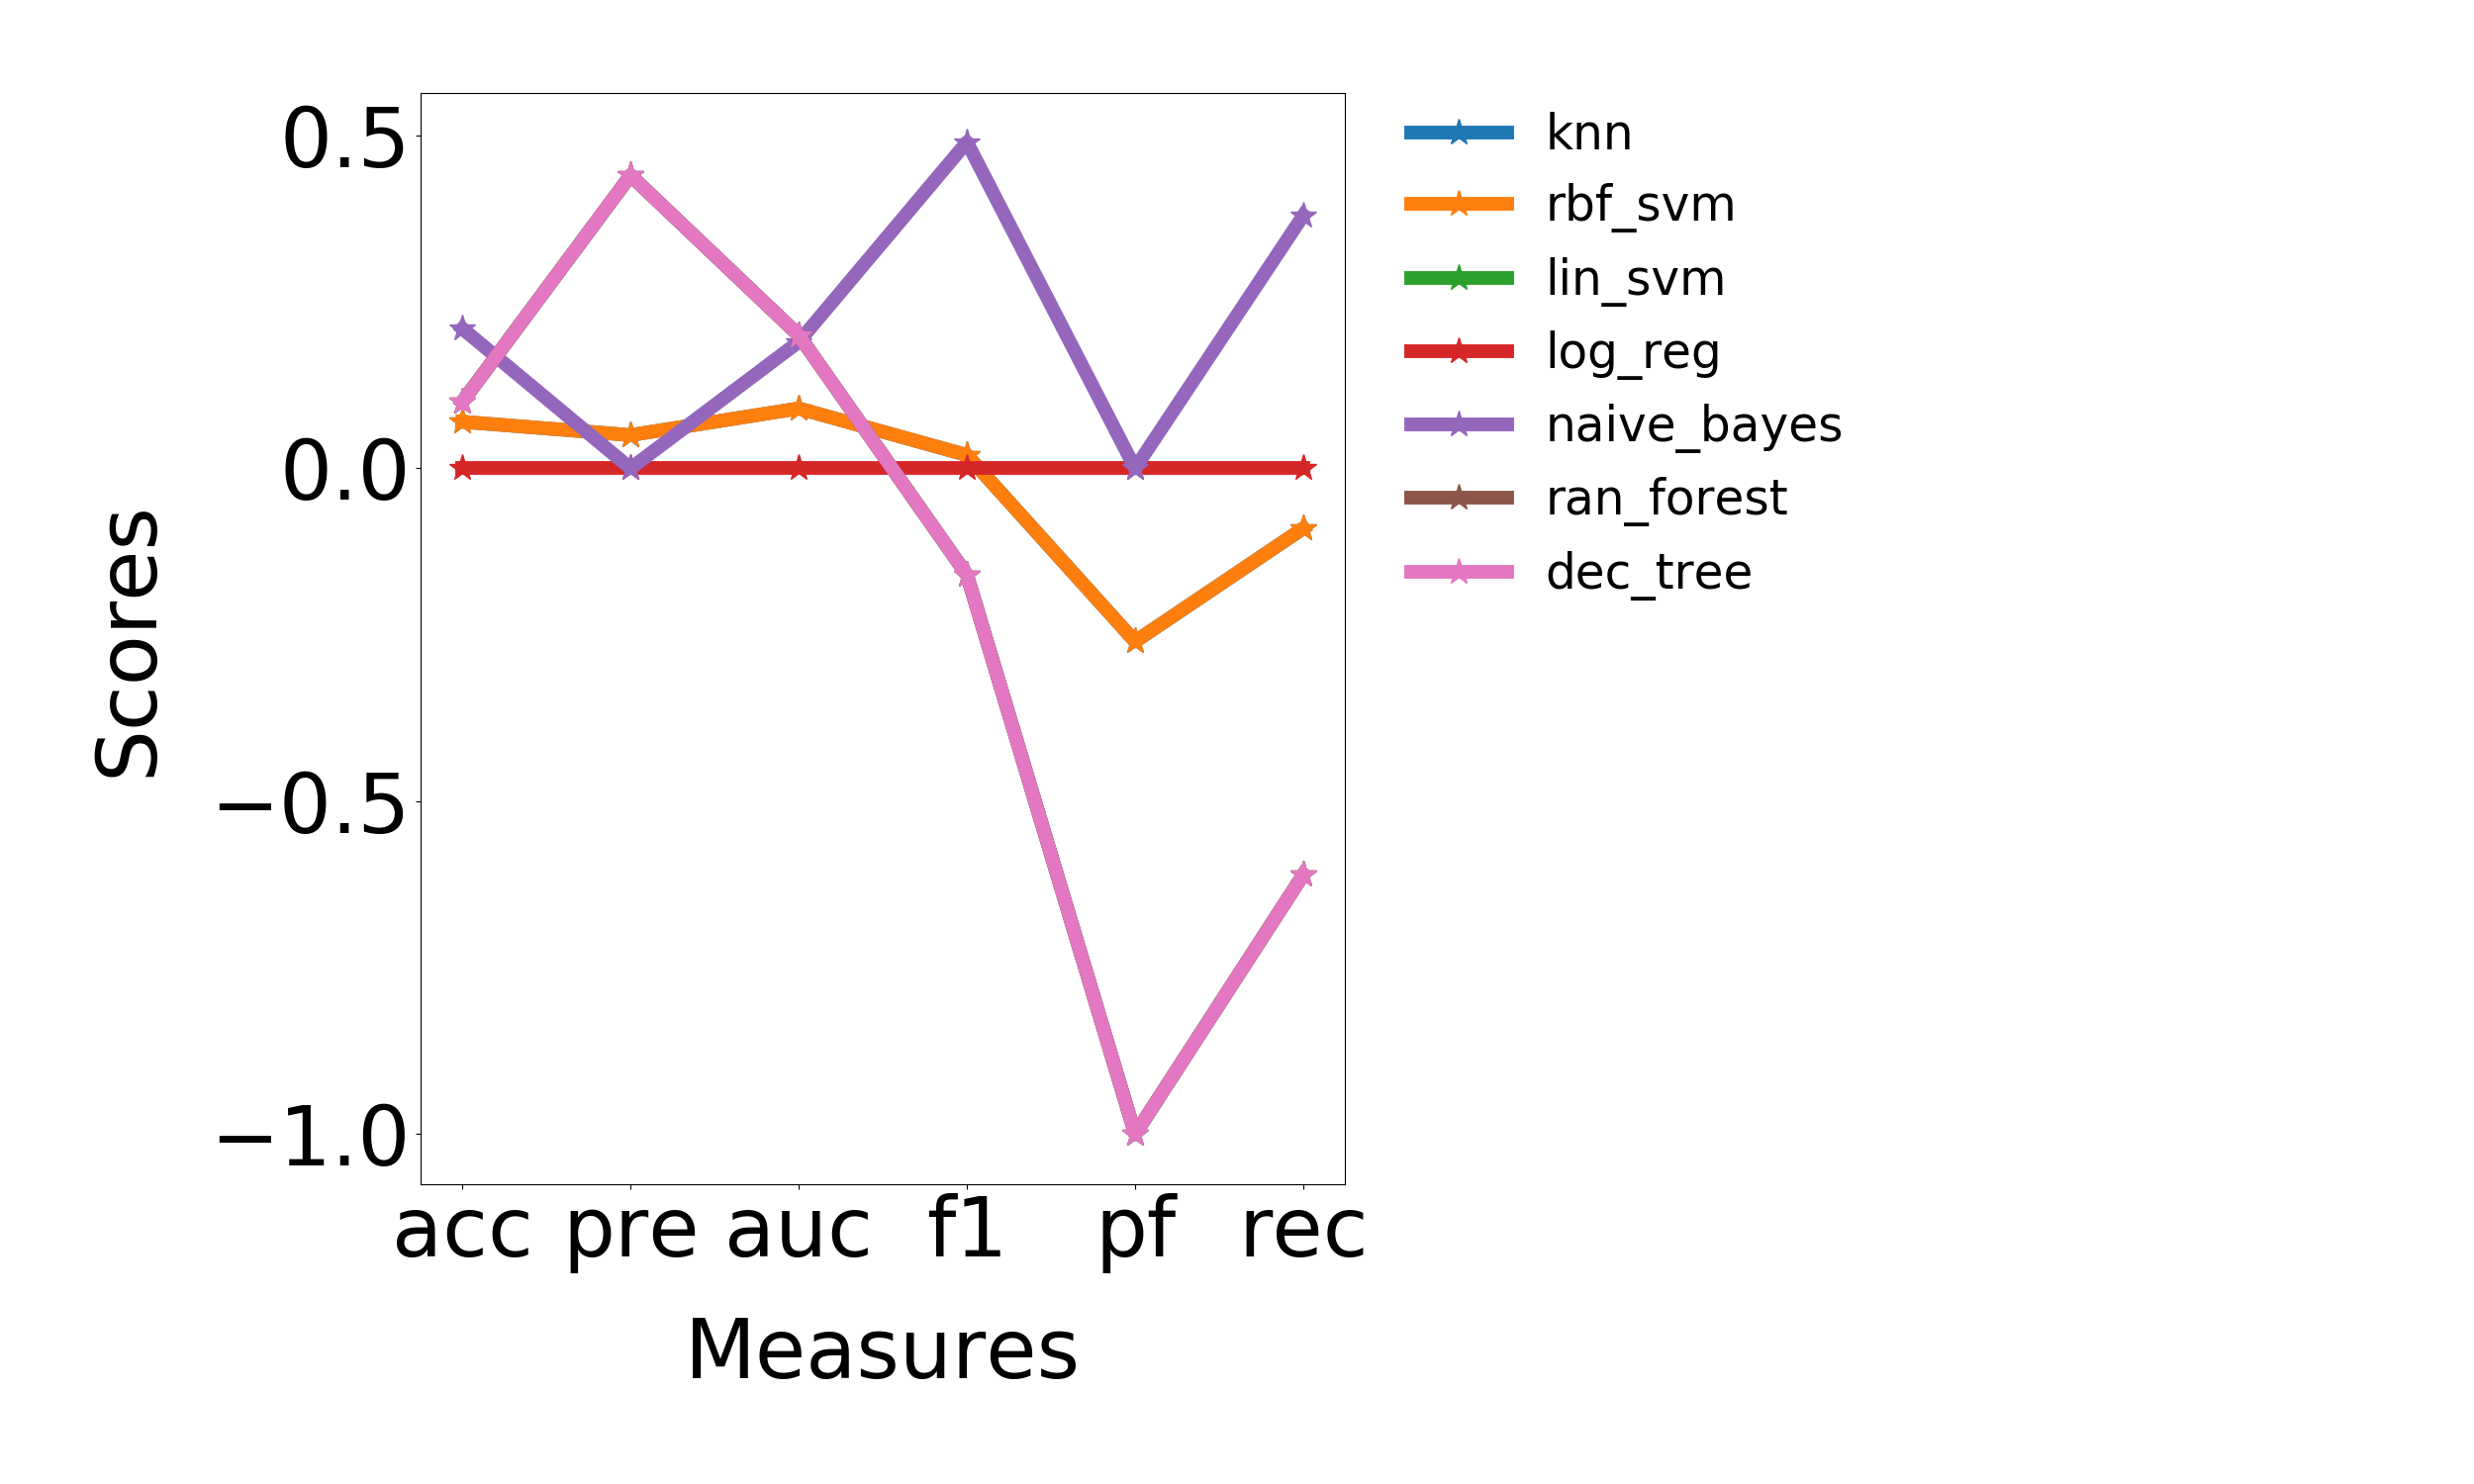 0.5
0.0
−0.5
−1.0
Scores
acc pre auc f1 pf rec
Measures
knn
rbf_svm
lin_svm
log_reg
naive_bayes
ran_forest
dec_tree